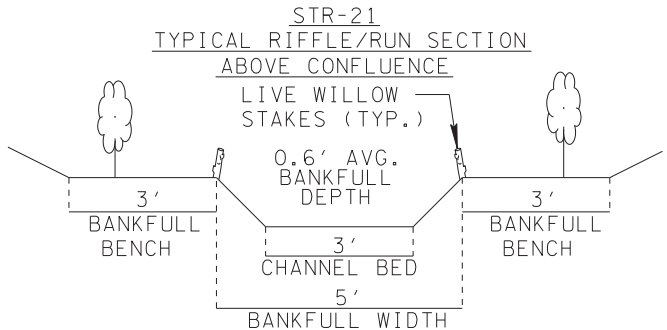 STR-21
TYPICAL RIFFLE/RUN SECTION
ABOVE CONFLUENCE
LIVE WILLOW
STAKES (TYP.)
0.6' AVG.
BANKFULL
DEPTH
3'
BANKFULL
BENCH
3'
CHANNEL BED
3'
BANKFULL
BENCH
5'
BANKFULL WIDTH